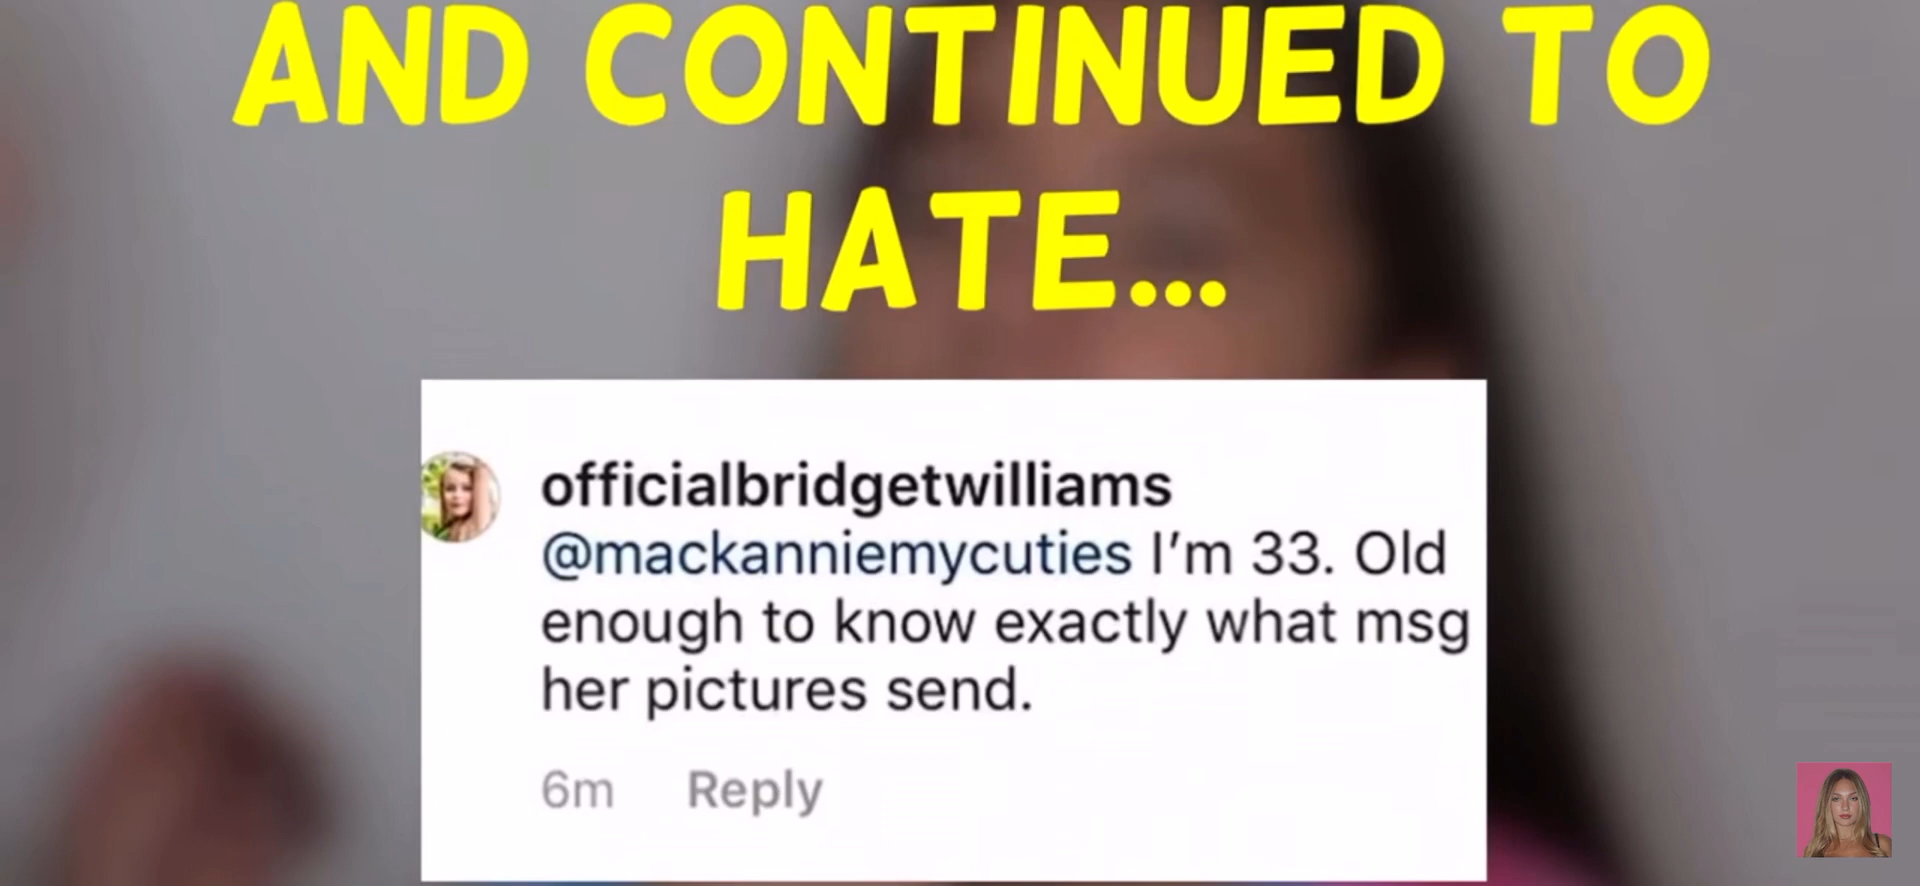 AND CONTINUED TO
HATE...
officialbridgetwilliams
@mackanniemycuties I'm 33. Old
enough to know exactly what msg
her pictures send.
6m Reply